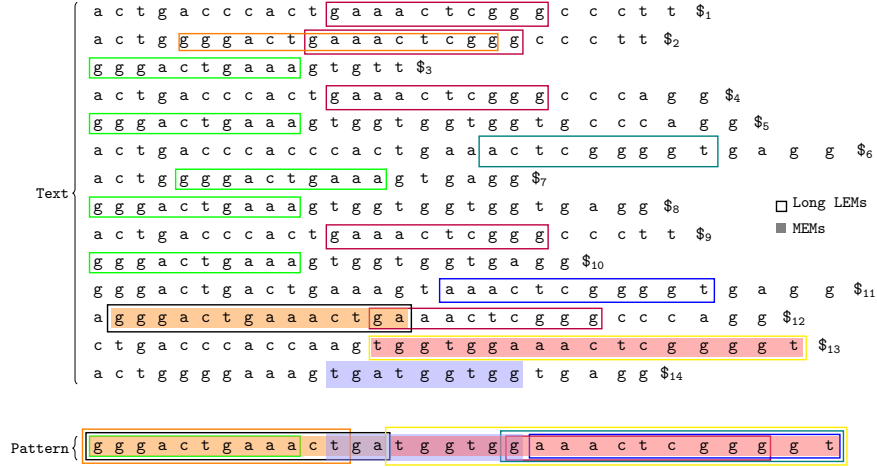 a c t g a c c c a c t g a a a c t c g g g c c c t t $1
a c t g g g g a c t g a a a c t c g g g c c c t t $2
g g g a c t g a a a g t g t t $3
a c t g a c c c a c t g a a a c t c g g g c c c a g g $4
g g g a c t g a a a g t g g t g g t g g t g c c c a g g $5
a c t g a c c a c c c a c t g a a a c t c g g g g t g a g g $6
a c t g g g g a c t g a a a g t g a g g $7
Text
g g g a c t g a a a g t g g t g g t g g t g a g g $8
Long LEMs
MEMs
a c t g a c c c a c t g a a a c t c g g g c c c t t $9
g g g a c t g a a a g t g g t g g t g a g g $10
g g g a c t g a c t g a a a g t a a a c t c g g g g t g a g g $11
a g g g a c t g a a a c t g a a a c t c g g g c c c a g g $12
c t g a c c a c c a a g t g g t g g a a a c t c g g g g t $13
a c t g g g g a a a g t g a t g g t g g t g a g g $14
Pattern g g g a c t g a a a c t g a t g g t g g a a a c t c g g g g t